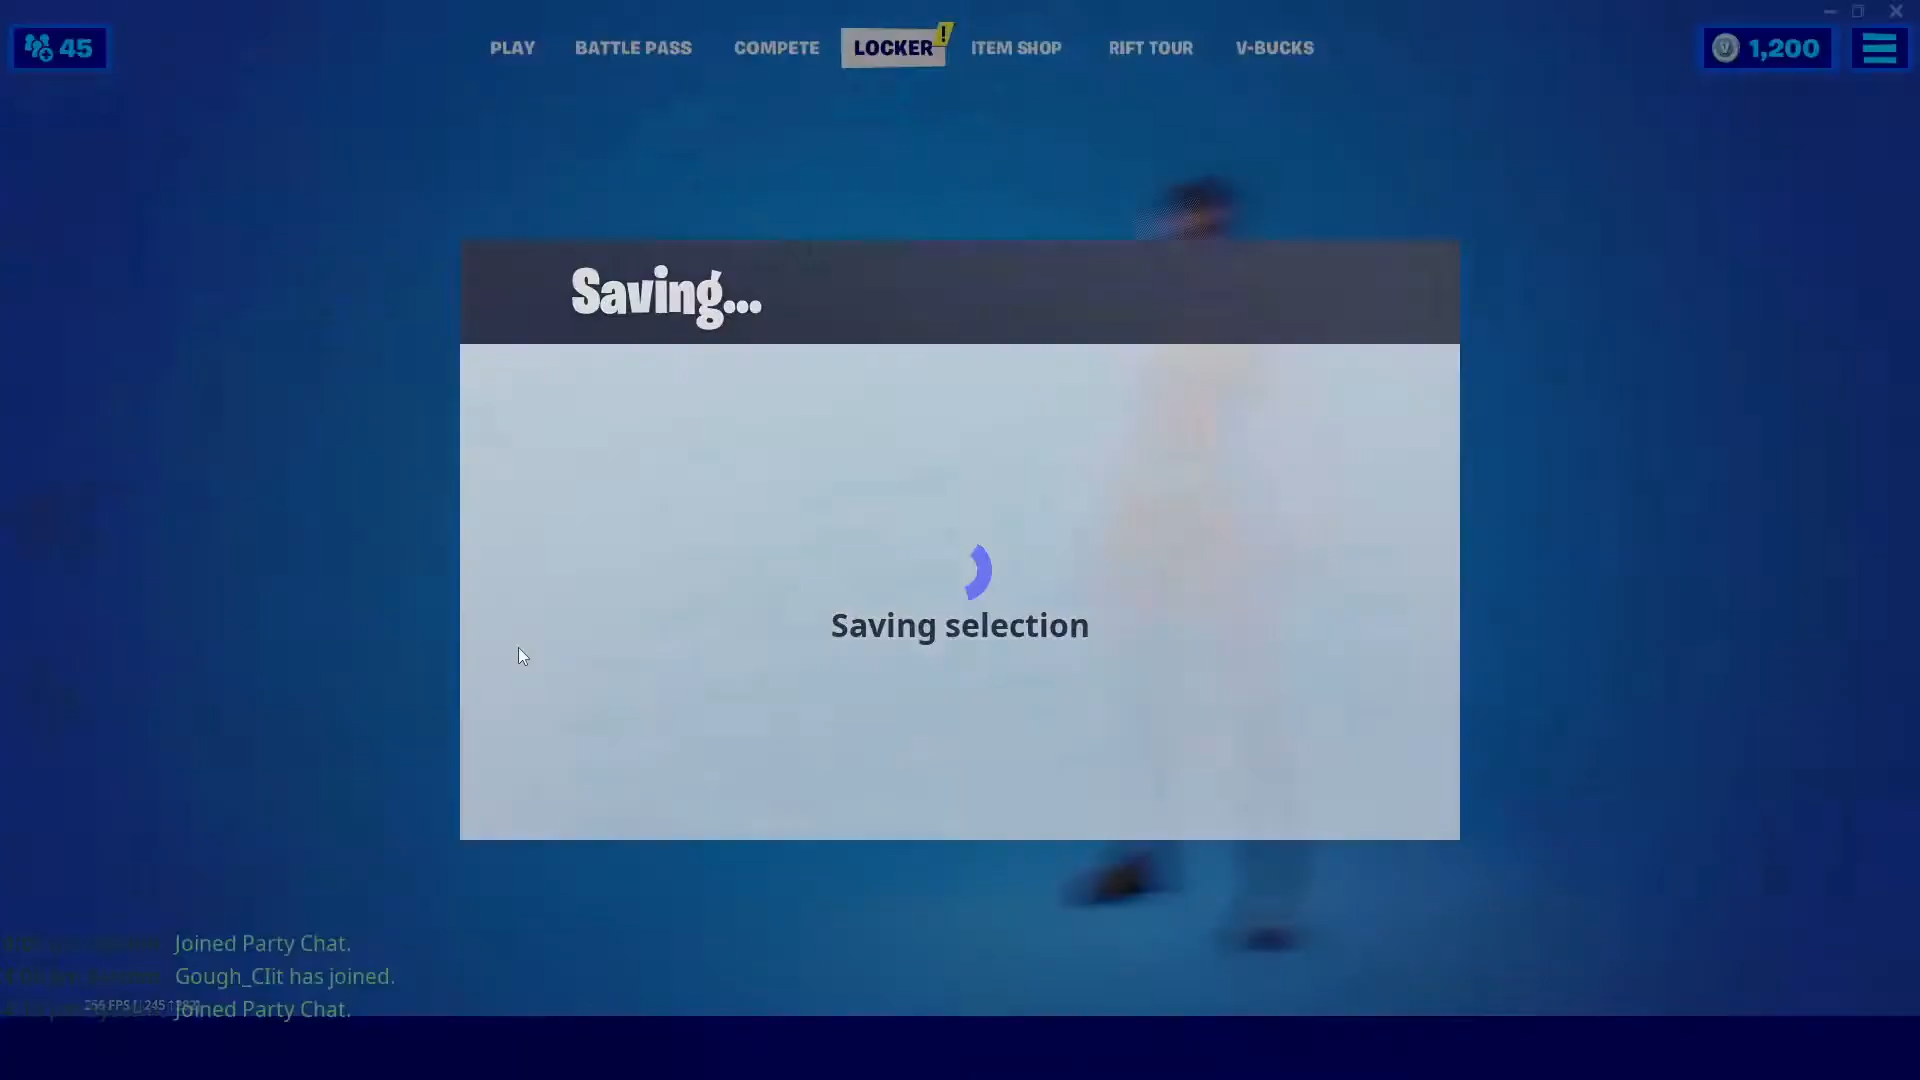 45
PLAY
BATTLE PASS
COMPETE
LOCKER
!
ITEM SHOP
RIFT TOUR
V-BUCKS
1,200
Saving...
Saving selection
Joined Party Chat.
Gough_CIit has joined.
Joined Party Chat.